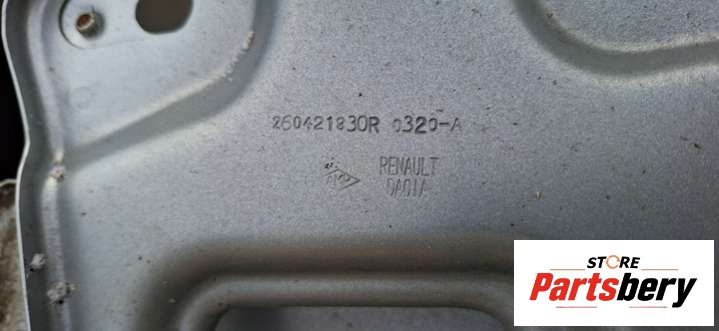 260421830R 0320-A
RENAULT
DACIA
STORE
Partsbery